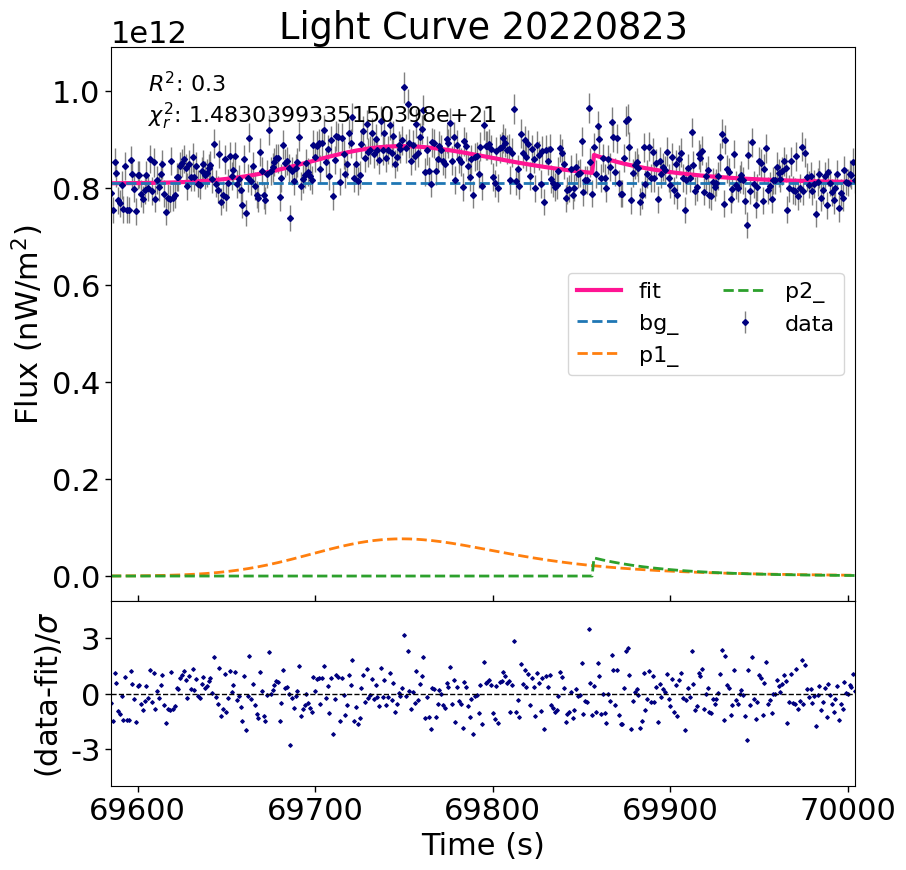 Light Curve 20220823
1e12
R²: 0.3
χ²ᵣ: 1.4830399335150398e+21
1.0
0.8
0.6
0.4
0.2
0.0
Flux (nW/m²)
fit
bg_
p1_
p2_
data
3
0
-3
(data-fit)/σ
69600
69700
69800
69900
70000
Time (s)